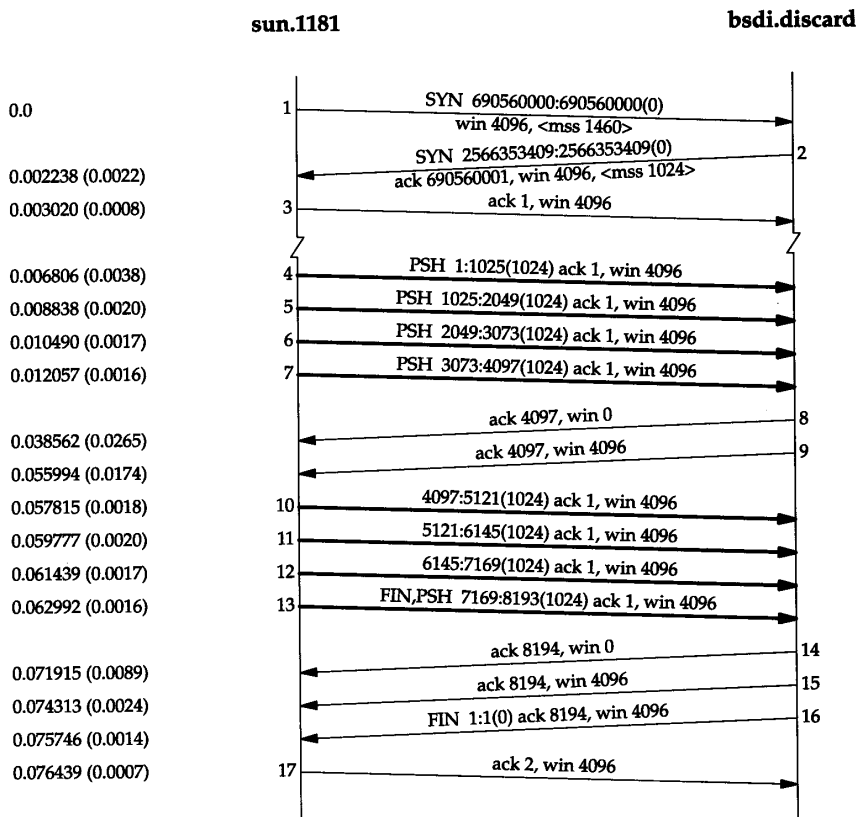 sun.1181 bsdi.discard
0.0 1 SYN 690560000:690560000(0)
win 4096, <mss 1460>
SYN 2566353409:2566353409(0) 2
0.002238 (0.0022) ack 690560001, win 4096, <mss 1024>
0.003020 (0.0008) 3 ack 1, win 4096
0.006806 (0.0038) 4 PSH 1:1025(1024) ack 1, win 4096
0.008838 (0.0020) 5 PSH 1025:2049(1024) ack 1, win 4096
0.010490 (0.0017) 6 PSH 2049:3073(1024) ack 1, win 4096
0.012057 (0.0016) 7 PSH 3073:4097(1024) ack 1, win 4096
ack 4097, win 0 8
0.038562 (0.0265)
ack 4097, win 4096 9
0.055994 (0.0174)
0.057815 (0.0018) 10 4097:5121(1024) ack 1, win 4096
0.059777 (0.0020) 11 5121:6145(1024) ack 1, win 4096
0.061439 (0.0017) 12 6145:7169(1024) ack 1, win 4096
0.062992 (0.0016) 13 FIN,PSH 7169:8193(1024) ack 1, win 4096
ack 8194, win 0 14
0.071915 (0.0089)
ack 8194, win 4096 15
0.074313 (0.0024)
FIN 1:1(0) ack 8194, win 4096 16
0.075746 (0.0014)
0.076439 (0.0007) 17 ack 2, win 4096